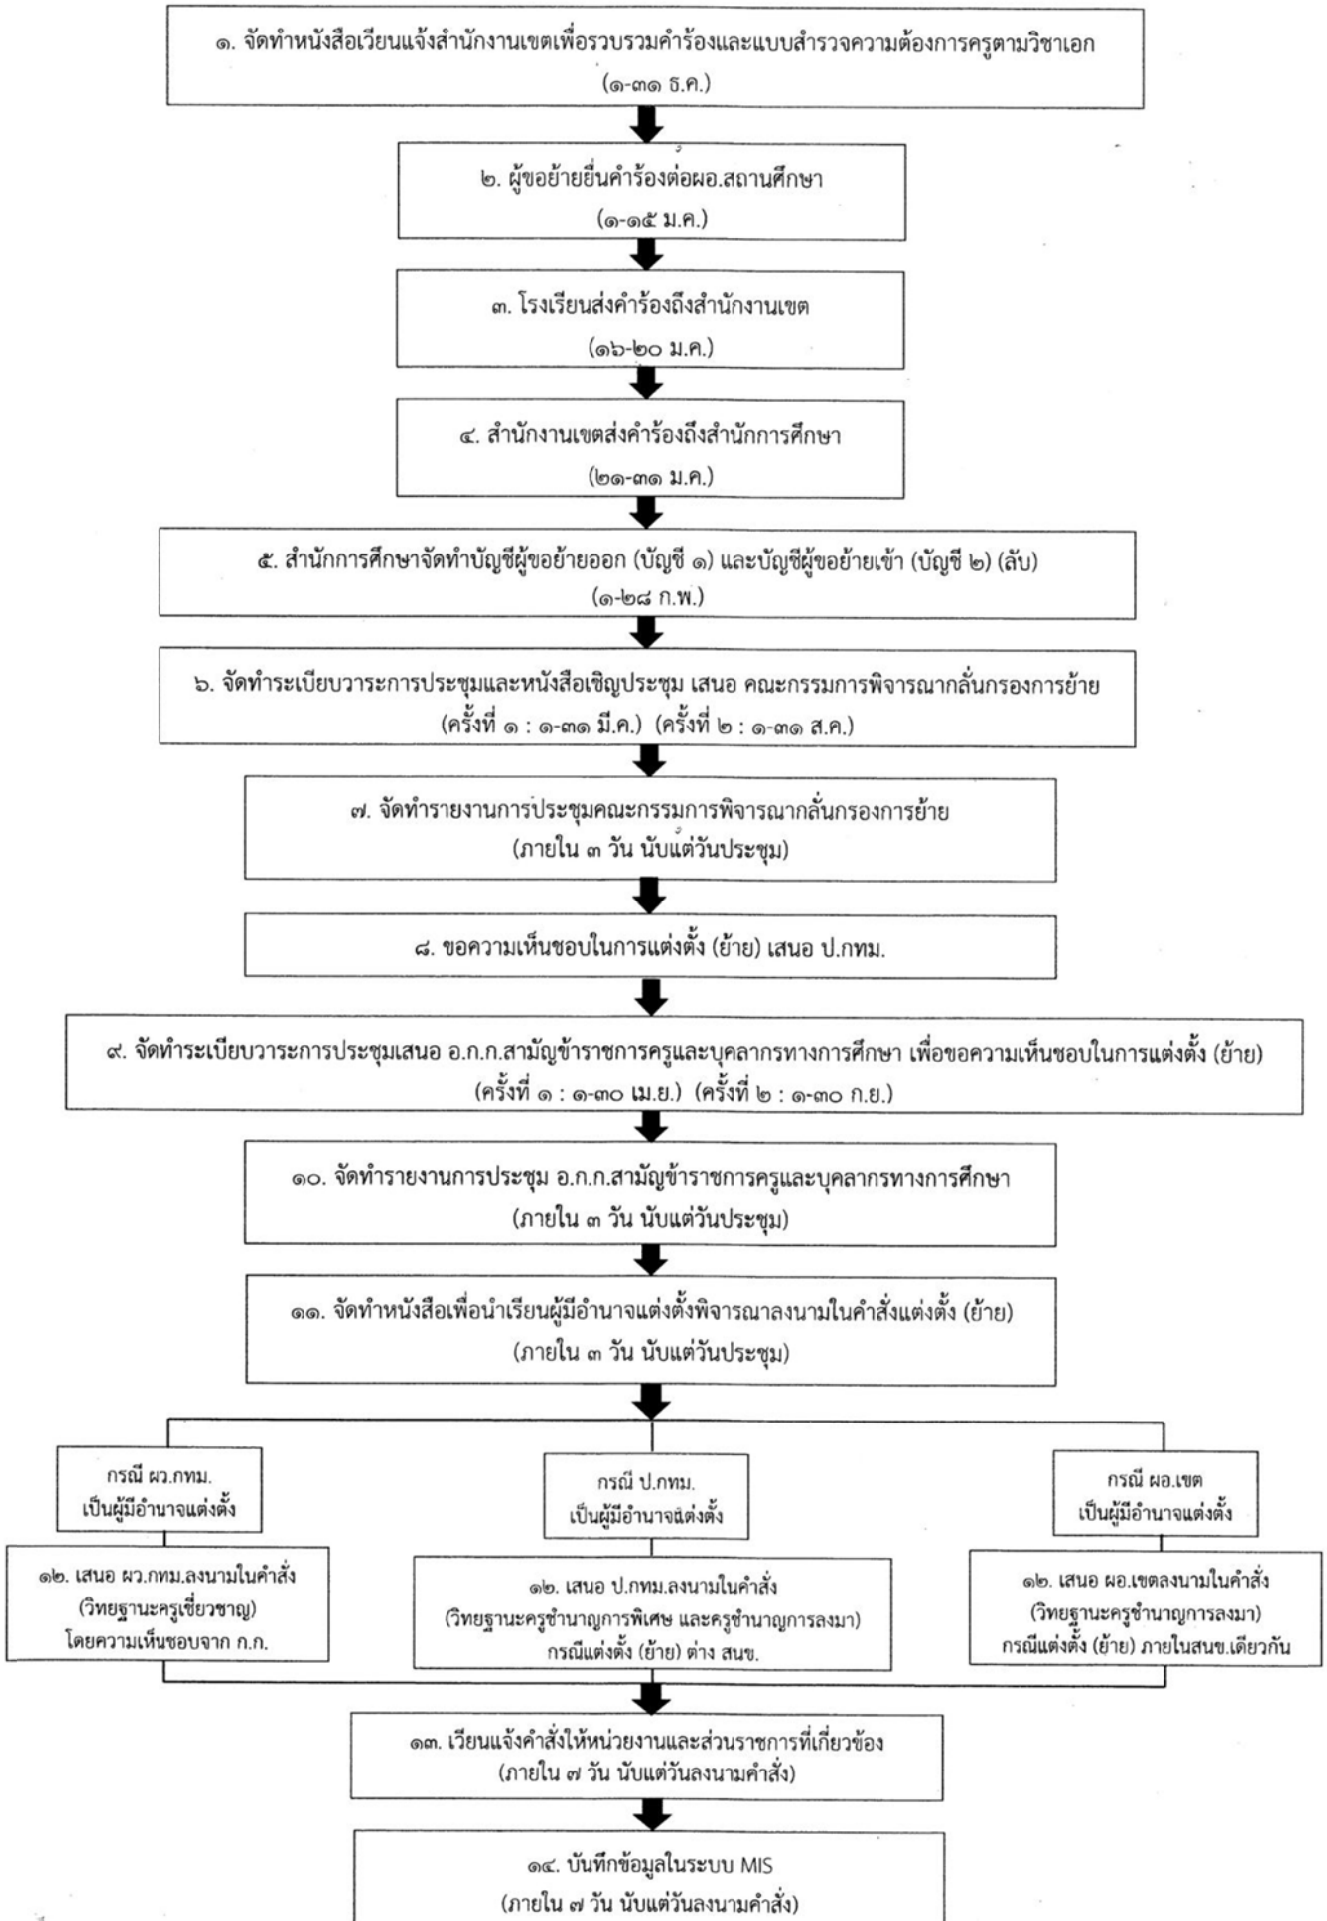 ๑. จัดทำหนังสือเวียนแจ้งสำนักงานเขตเพื่อรวบรวมคำร้องและแบบสำรวจความต้องการครูตามวิชาเอก
(๑-๓๑ ธ.ค.)
๒. ผู้ขอย้ายยื่นคำร้องต่อผอ.สถานศึกษา
(๑-๑๕ ม.ค.)
๓. โรงเรียนส่งคำร้องถึงสำนักงานเขต
(๑๖-๒๐ ม.ค.)
๔. สำนักงานเขตส่งคำร้องถึงสำนักการศึกษา
(๒๑-๓๑ ม.ค.)
๕. สำนักการศึกษาจัดทำบัญชีผู้ขอย้ายออก (บัญชี ๑) และบัญชีผู้ขอย้ายเข้า (บัญชี ๒) (ลับ)
(๑-๒๘ ก.พ.)
๖. จัดทำระเบียบวาระการประชุมและหนังสือเชิญประชุม เสนอ คณะกรรมการพิจารณากลั่นกรองการย้าย
(ครั้งที่ ๑ : ๑-๓๑ มี.ค.) (ครั้งที่ ๒ : ๑-๓๑ ส.ค.)
๗. จัดทำรายงานการประชุมคณะกรรมการพิจารณากลั่นกรองการย้าย
(ภายใน ๓ วัน นับแต่วันประชุม)
๘. ขอความเห็นชอบในการแต่งตั้ง (ย้าย) เสนอ ป.กทม.
๙. จัดทำระเบียบวาระการประชุมเสนอ อ.ก.ก.สามัญข้าราชการครูและบุคลากรทางการศึกษา เพื่อขอความเห็นชอบในการแต่งตั้ง (ย้าย)
(ครั้งที่ ๑ : ๑-๓๐ เม.ย.) (ครั้งที่ ๒ : ๑-๓๐ ก.ย.)
๑๐. จัดทำรายงานการประชุม อ.ก.ก.สามัญข้าราชการครูและบุคลากรทางการศึกษา
(ภายใน ๓ วัน นับแต่วันประชุม)
๑๑. จัดทำหนังสือเพื่อนำเรียนผู้มีอำนาจแต่งตั้งพิจารณาลงนามในคำสั่งแต่งตั้ง (ย้าย)
(ภายใน ๓ วัน นับแต่วันประชุม)
กรณี ผว.กทม.
เป็นผู้มีอำนาจแต่งตั้ง
กรณี ป.กทม.
เป็นผู้มีอำนาจแต่งตั้ง
กรณี ผอ.เขต
เป็นผู้มีอำนาจแต่งตั้ง
๑๒. เสนอ ผว.กทม.ลงนามในคำสั่ง
(วิทยฐานะครูเชี่ยวชาญ)
โดยความเห็นชอบจาก ก.ก.
๑๒. เสนอ ป.กทม.ลงนามในคำสั่ง
(วิทยฐานะครูชำนาญการพิเศษ และครูชำนาญการลงมา)
กรณีแต่งตั้ง (ย้าย) ต่าง สนข.
๑๒. เสนอ ผอ.เขตลงนามในคำสั่ง
(วิทยฐานะครูชำนาญการลงมา)
กรณีแต่งตั้ง (ย้าย) ภายในสนข.เดียวกัน
๑๓. เวียนแจ้งคำสั่งให้หน่วยงานและส่วนราชการที่เกี่ยวข้อง
(ภายใน ๗ วัน นับแต่วันลงนามคำสั่ง)
๑๔. บันทึกข้อมูลในระบบ MIS
(ภายใน ๗ วัน นับแต่วันลงนามคำสั่ง)